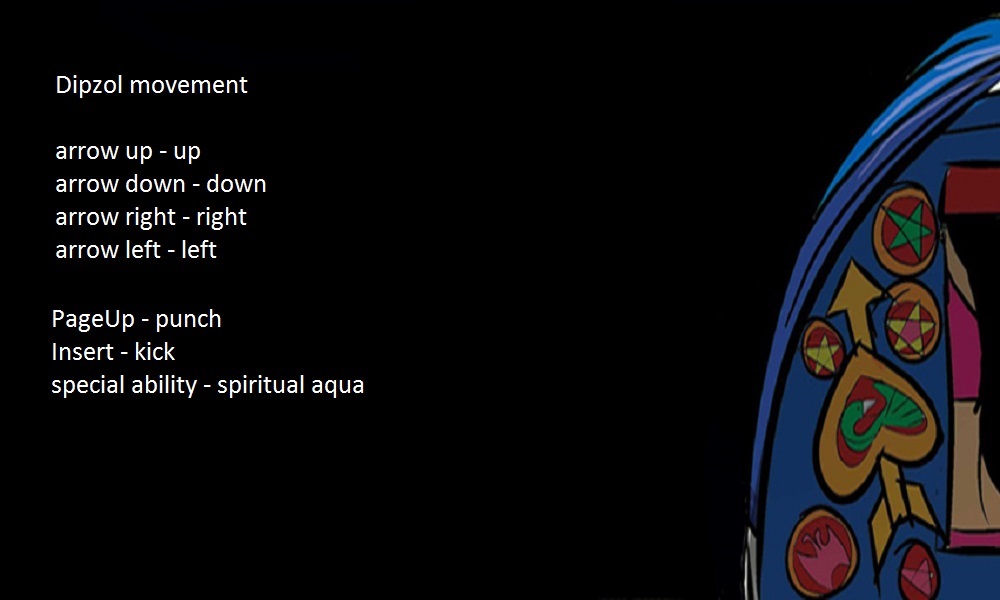 Dipzol movement
arrow up - up
arrow down - down
arrow right - right
arrow left - left
PageUp - punch
Insert - kick
special ability - spiritual aqua